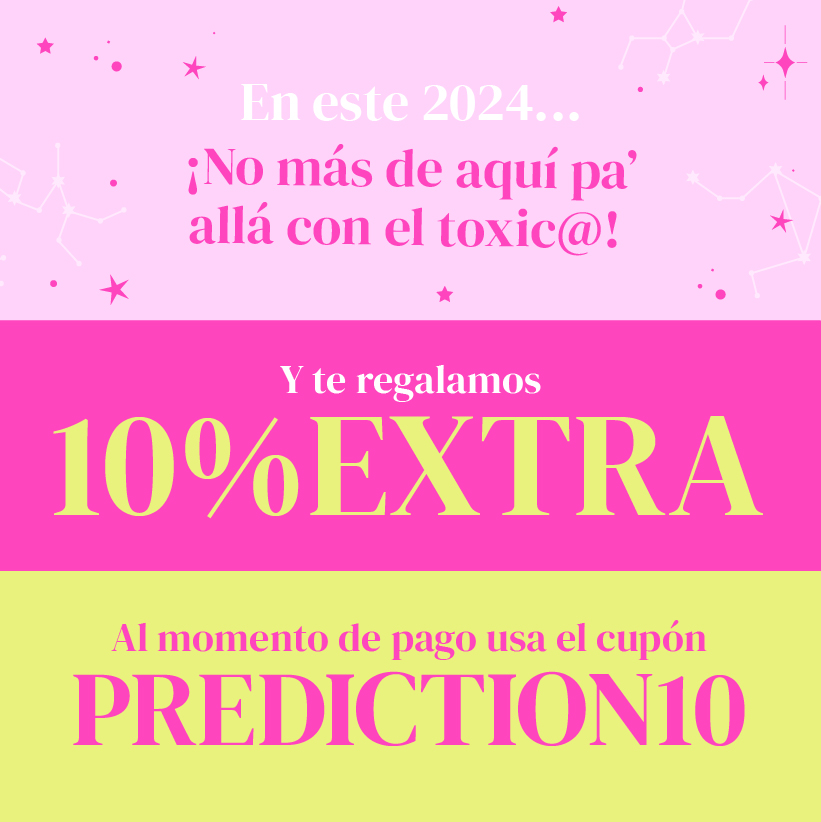 En este 2024...
¡No más de aquí pa’
allá con el toxic@!
Y te regalamos
10%EXTRA
Al momento de pago usa el cupón
PREDICTION10